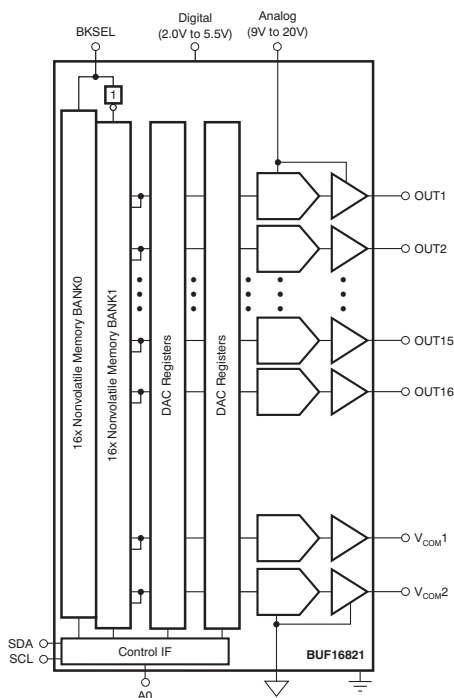 BKSEL
Digital
(2.0V to 5.5V)
Analog
(9V to 20V)
1
16x Nonvolatile Memory BANK0
16x Nonvolatile Memory BANK1
DAC Registers
DAC Registers
OUT1
OUT2
OUT15
OUT16
VCOM1
VCOM2
SDA
SCL
Control IF
BUF16821
A0